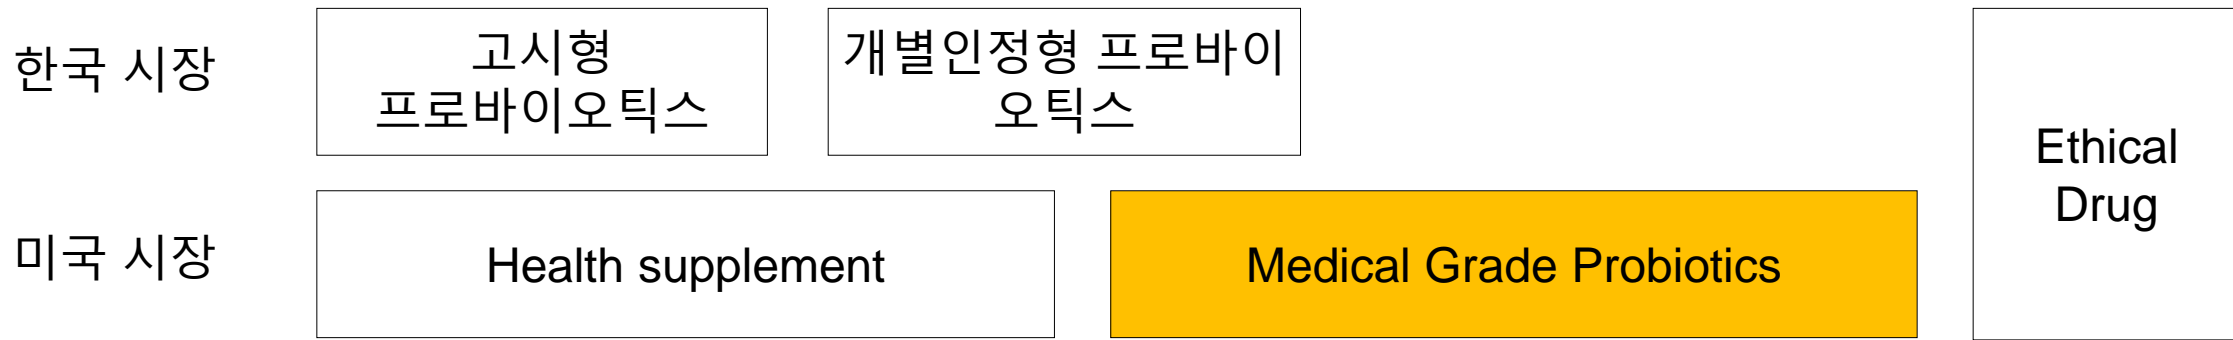 한국 시장
고시형
프로바이오틱스
개별인정형 프로바이
오틱스
Ethical
Drug
미국 시장
Health supplement
Medical Grade Probiotics